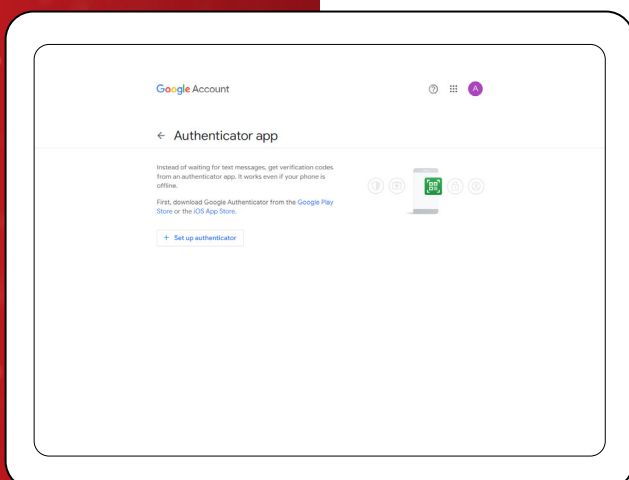 Google Account
A
Authenticator app
Instead of waiting for text messages, get verification codes
from an authenticator app. It works even if your phone is
offline.
First, download Google Authenticator from the Google Play
Store or the iOS App Store.
+ Set up authenticator